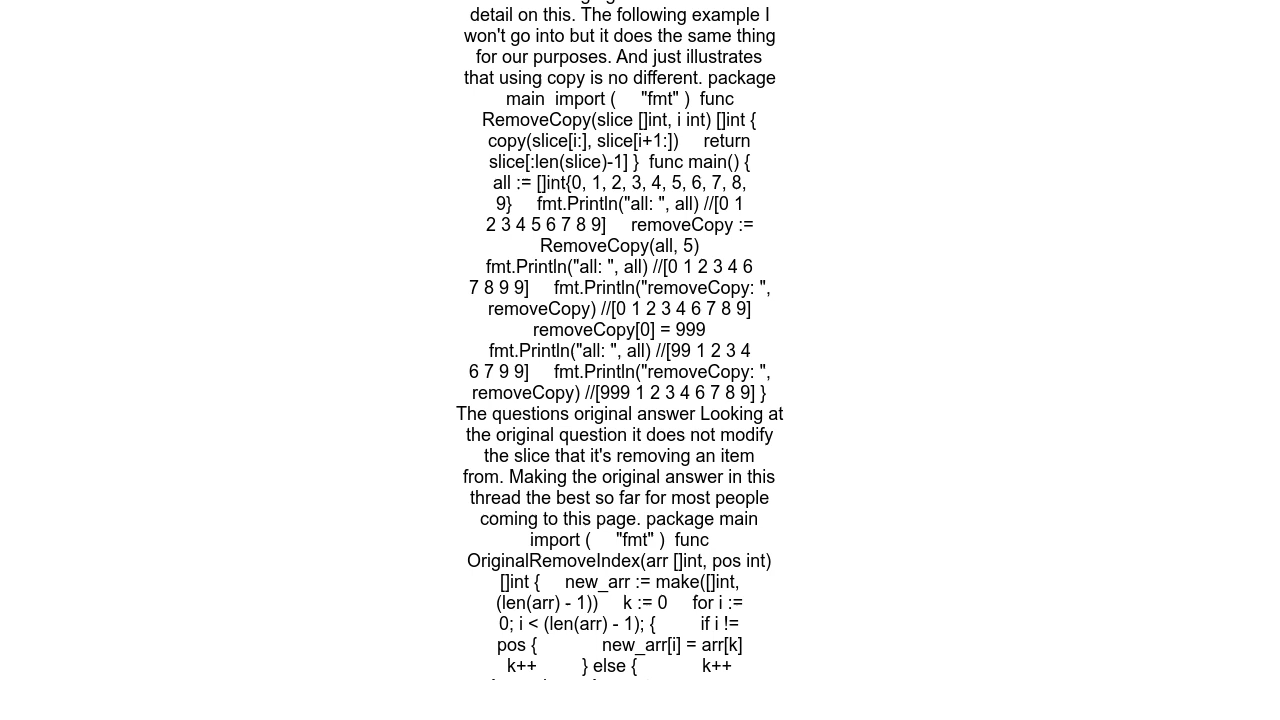 detail on this. The following example I
won't go into but it does the same thing
for our purposes. And just illustrates
that using copy is no different. package
main  import (     "fmt" )  func
RemoveCopy(slice []int, i int) []int {
copy(slice[i:], slice[i+1:])     return
slice[:len(slice)-1] }  func main() {
all := []int{0, 1, 2, 3, 4, 5, 6, 7, 8,
9}     fmt.Println("all: ", all) //[0 1
2 3 4 5 6 7 8 9]     removeCopy :=
RemoveCopy(all, 5)
fmt.Println("all: ", all) //[0 1 2 3 4 6
7 8 9 9]     fmt.Println("removeCopy: ",
removeCopy) //[0 1 2 3 4 6 7 8 9]
removeCopy[0] = 999
fmt.Println("all: ", all) //[99 1 2 3 4
6 7 9 9]     fmt.Println("removeCopy: ",
removeCopy) //[999 1 2 3 4 6 7 8 9] }
The questions original answer Looking at
the original question it does not modify
the slice that it's removing an item
from. Making the original answer in this
thread the best so far for most people
coming to this page. package main
import (     "fmt" )  func
OriginalRemoveIndex(arr []int, pos int)
[]int {     new_arr := make([]int,
(len(arr) - 1))     k := 0     for i :=
0; i < (len(arr) - 1); {         if i !=
pos {             new_arr[i] = arr[k]
k++         } else {             k++